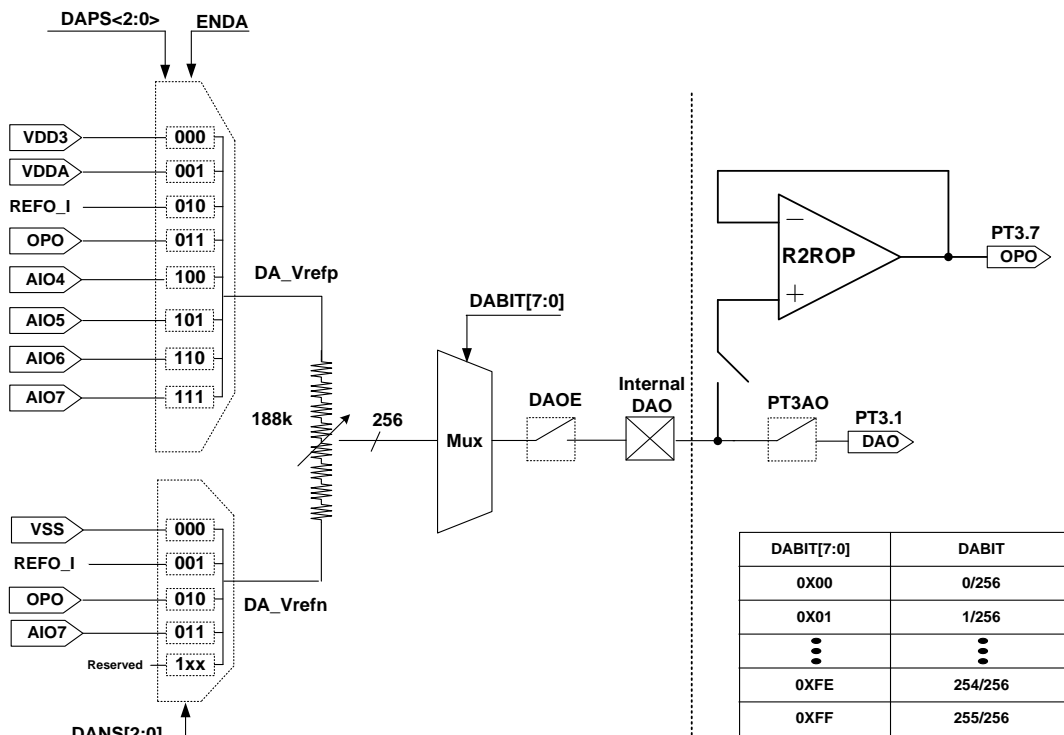 DAPS<2:0> ENDA
VDD3 000
VDDA 001
REFO_I 010
OPO 011
AIO4 100
AIO5 101
AIO6 110
AIO7 111
DA_Vrefp
188k
256
DABIT[7:0]
Mux
DAOE
Internal
DAO
R2ROP
PT3.7
OPO
PT3AO
PT3.1
DAO
VSS 000
REFO_I 001
OPO 010
AIO7 011
Reserved 1xx
DA_Vrefn
DANS[2:0]
DABIT[7:0] DABIT
0X00 0/256
0X01 1/256
0XFE 254/256
0XFF 255/256